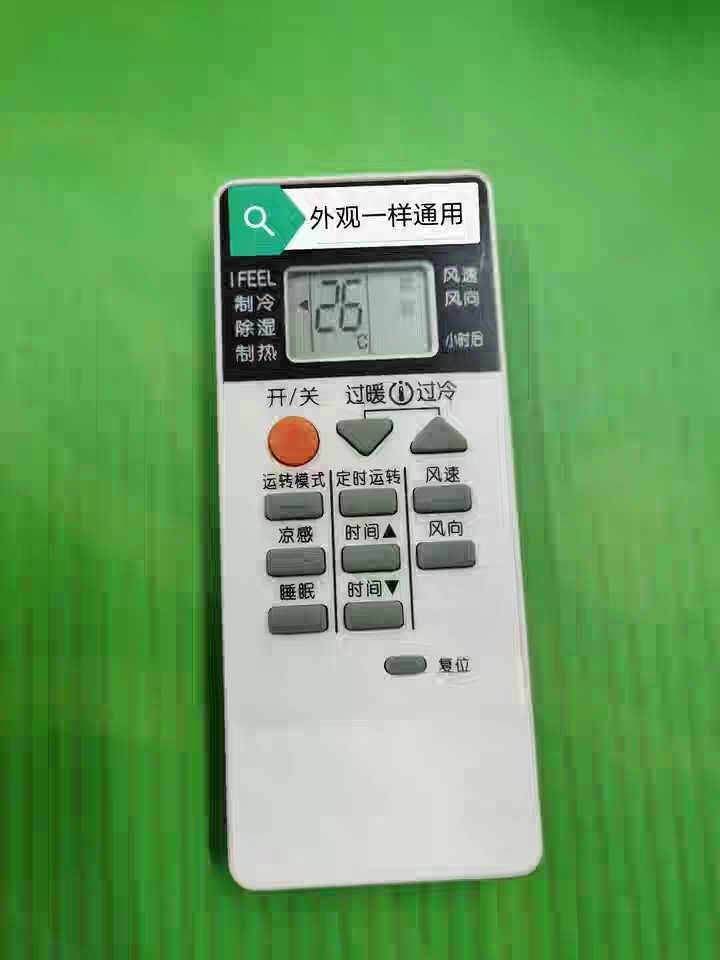 外观一样通用
I FEEL
制冷
除湿
制热
26
C
风速
风向
小时后
开/关
过暖 过冷
运转模式 定时运转 风速
凉感 时间▲ 风向
睡眠 时间▼
复位